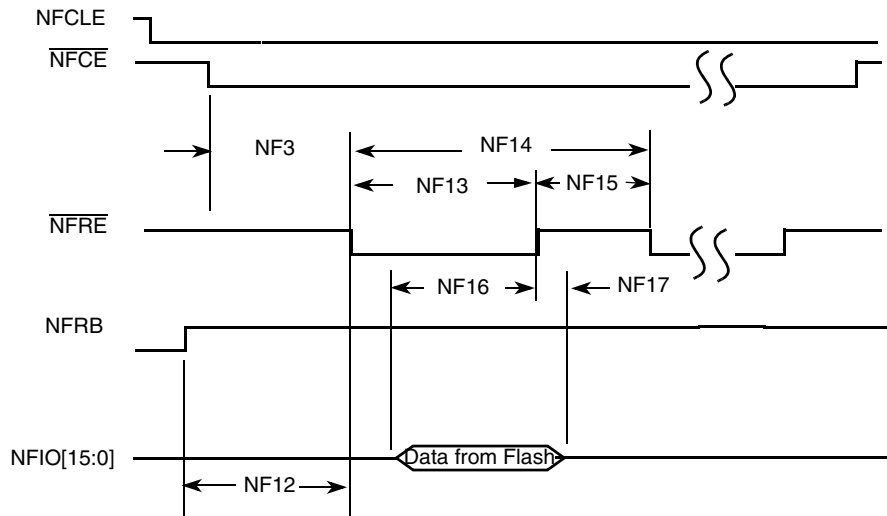 NFCLE
NFCE
NF3
NF14
NF13
NF15
NFRE
NF16
NF17
NFRB
NFIO[15:0]
Data from Flash
NF12